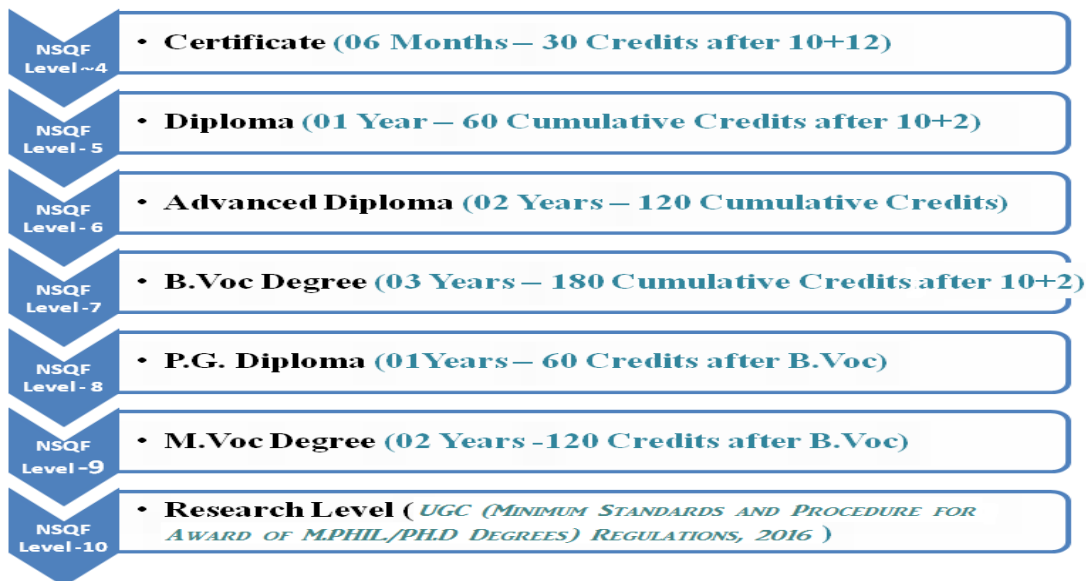 NSQF
Level~4
• Certificate (06 Months – 30 Credits after 10+12)
NSQF
Level- 5
• Diploma (01 Year – 60 Cumulative Credits after 10+2)
NSQF
Level- 6
• Advanced Diploma (02 Years – 120 Cumulative Credits)
NSQF
Level-7
• B.Voc Degree (03 Years – 180 Cumulative Credits after 10+2)
NSQF
Level- 8
• P.G. Diploma (01Years – 60 Credits after B.Voc)
NSQF
Level-9
• M.Voc Degree (02 Years -120 Credits after B.Voc)
NSQF
Level-10
• Research Level ( UGC (MINIMUM STANDARDS AND PROCEDURE FOR
AWARD OF M.PHIL./PH.D DEGREES) REGULATIONS, 2016 )